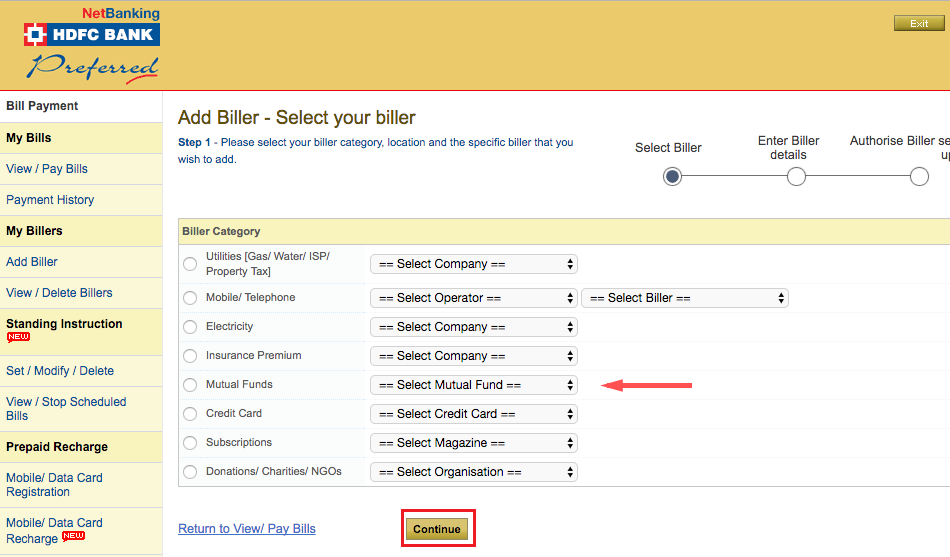 NetBanking
HDFC BANK
Preferred
Exit
Bill Payment
My Bills
View / Pay Bills
Payment History
My Billers
Add Biller
View / Delete Billers
Standing Instruction
NEW
Set / Modify / Delete
View / Stop Scheduled
Bills
Prepaid Recharge
Mobile/ Data Card
Registration
Mobile/ Data Card
Recharge NEW
Add Biller - Select your biller
Step 1 - Please select your biller category, location and the specific biller that you
wish to add.
Select Biller
Enter Biller
details
Authorise Biller se
up
Biller Category
Utilities [Gas/ Water/ ISP/
Property Tax]
== Select Company ==
Mobile/ Telephone == Select Operator == == Select Biller ==
Electricity == Select Company ==
Insurance Premium == Select Company ==
Mutual Funds == Select Mutual Fund ==
Credit Card == Select Credit Card ==
Subscriptions == Select Magazine ==
Donations/ Charities/ NGOs == Select Organisation ==
Return to View/ Pay Bills Continue